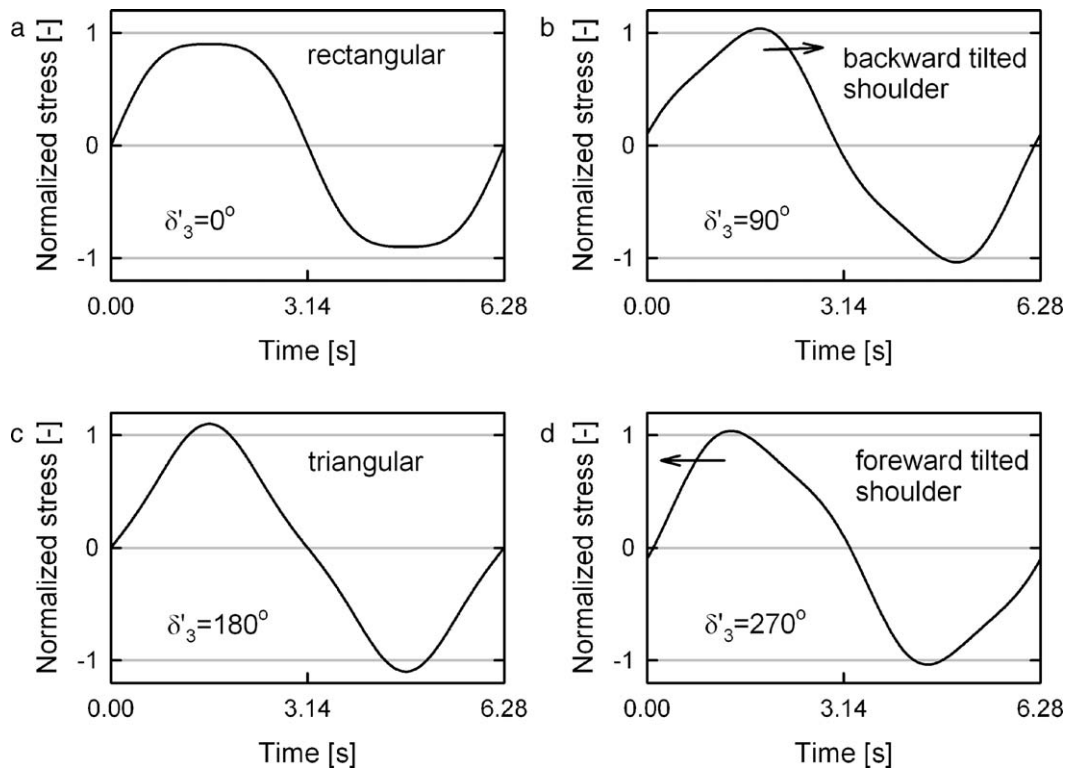 a
Normalized stress [-]
1
0
-1
rectangular
δ'₃=0°
0.00 3.14 6.28
Time [s]
b
Normalized stress [-]
1
0
-1
backward tilted
shoulder
δ'₃=90°
0.00 3.14 6.28
Time [s]
c
Normalized stress [-]
1
0
-1
triangular
δ'₃=180°
0.00 3.14 6.28
Time [s]
d
Normalized stress [-]
1
0
-1
foreward tilted
shoulder
δ'₃=270°
0.00 3.14 6.28
Time [s]